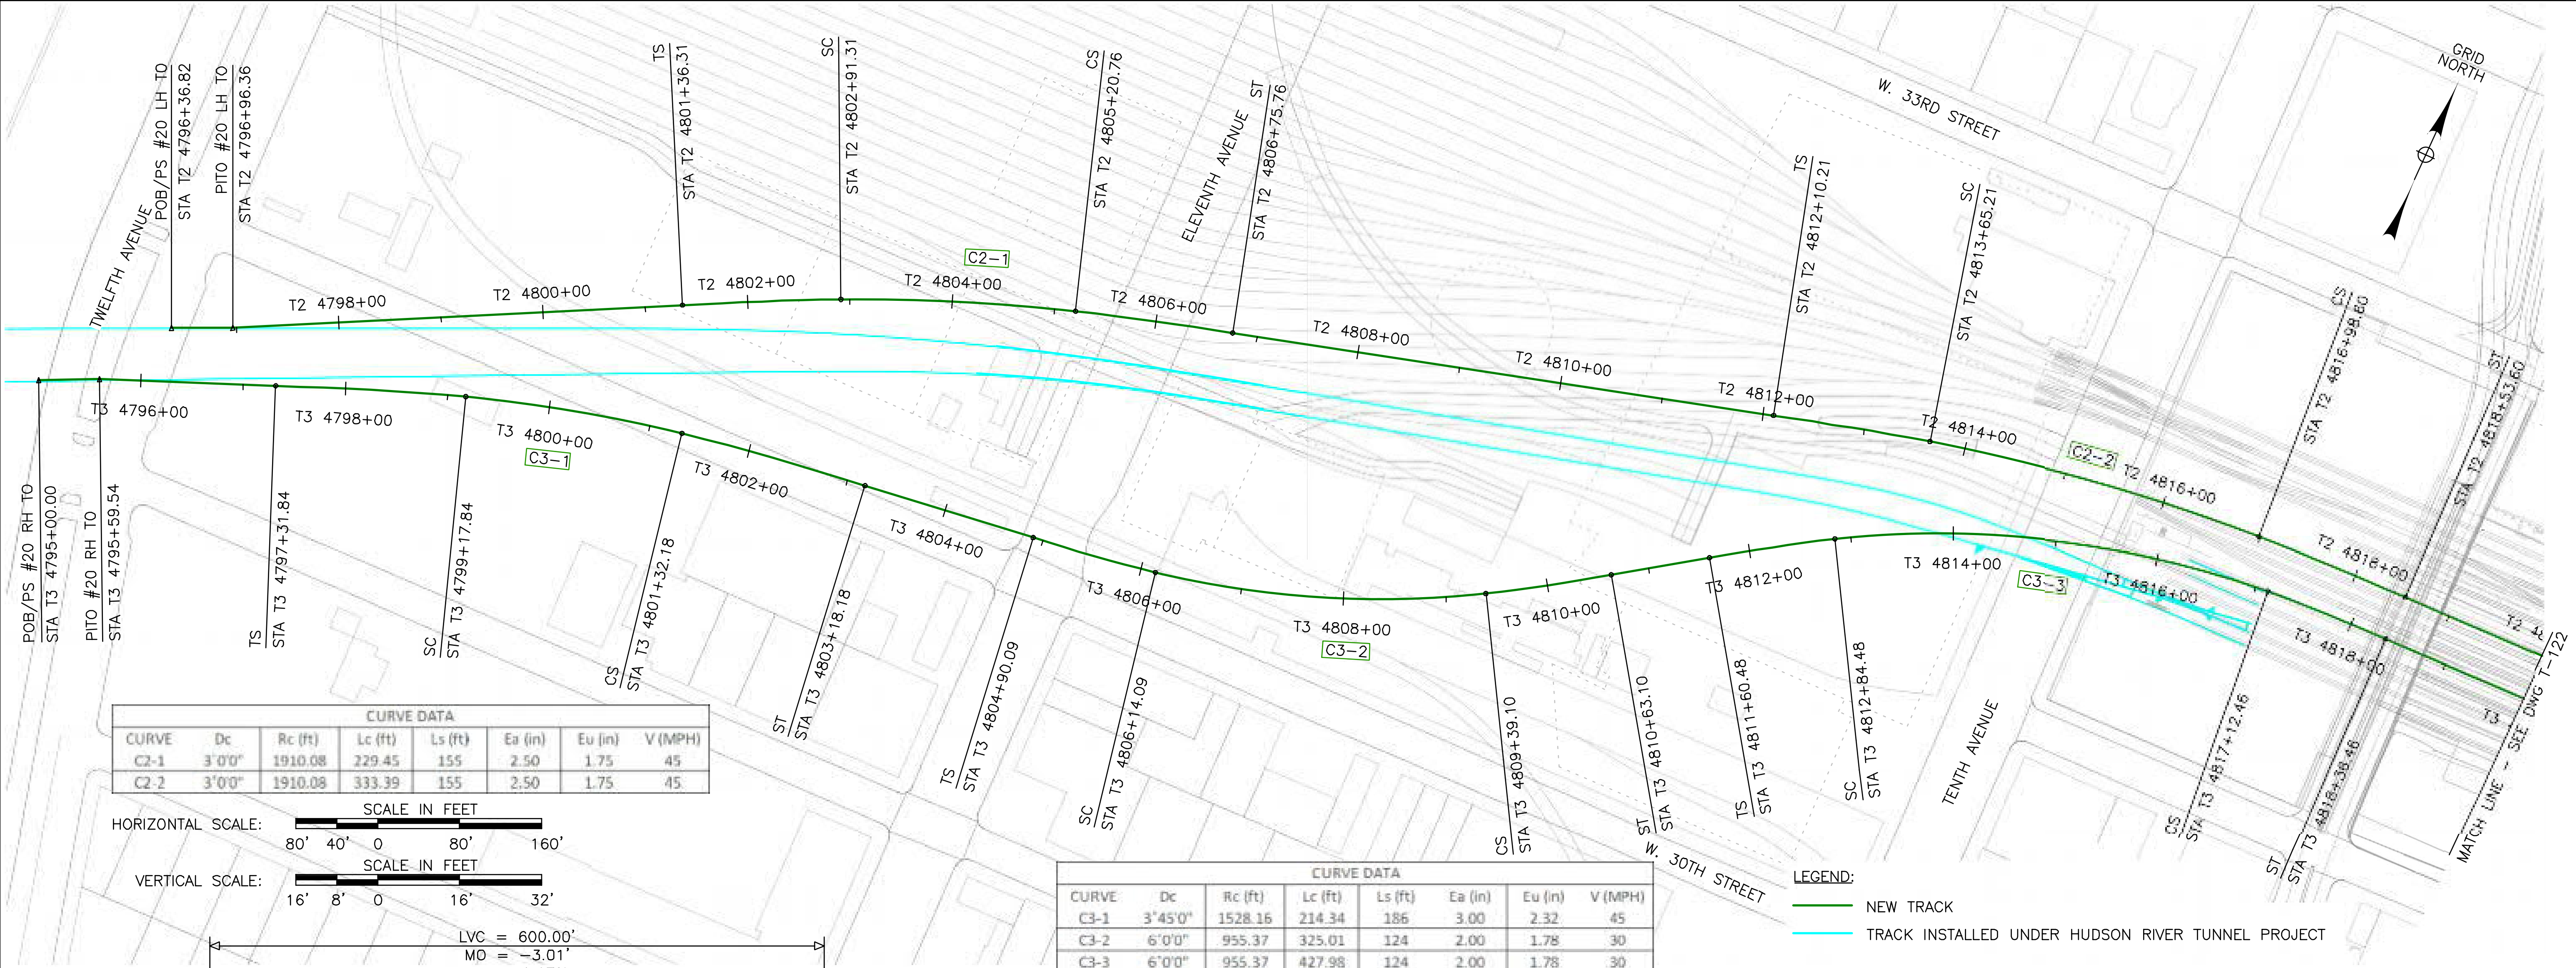 GRID
NORTH
W. 33RD STREET
POB/PS #20 LH TO
STA T2 4796+36.82
PITO #20 LH TO
STA T2 4796+96.36
TS
STA T2 4801+36.31
SC
STA T2 4802+91.31
CS
STA T2 4805+20.76
ELEVENTH AVENUE
ST
STA T2 4806+75.76
TS
STA T2 4812+10.21
SC
STA T2 4813+65.21
CS
STA T2 4816+98.60
ST
STA T2 4818+53.60
TWELFTH AVENUE
C2-1
T2 4798+00
T2 4800+00
T2 4802+00
T2 4804+00
T2 4806+00
T2 4808+00
T2 4810+00
T2 4812+00
T2 4814+00
C2-2
T2 4816+00
T2 4818+00
T2 48
T3 4796+00
T3 4798+00
T3 4800+00
C3-1
T3 4802+00
T3 4804+00
T3 4806+00
T3 4808+00
C3-2
T3 4810+00
T3 4812+00
T3 4814+00
C3-3
T3 4816+00
T3 4818+00
T3
POB/PS #20 RH TO
STA T3 4795+00.00
PITO #20 RH TO
STA T3 4795+59.54
TS
STA T3 4797+31.84
SC
STA T3 4799+17.84
CS
STA T3 4801+32.18
ST
STA T3 4803+18.18
TS
STA T3 4804+90.09
SC
STA T3 4806+14.09
CS
STA T3 4809+39.10
ST
STA T3 4810+63.10
TS
STA T3 4811+60.48
SC
STA T3 4812+84.48
TENTH AVENUE
CS
STA T3 4817+12.46
ST
STA T3 4818+36.46
MATCH LINE - SEE DWG T-122
W. 30TH STREET
CURVE DATA
CURVE Dc Rc (ft) Lc (ft) Ls (ft) Ea (in) Eu (in) V (MPH)
C2-1 3°0'0" 1910.08 229.45 155 2.50 1.75 45
C2-2 3°0'0" 1910.08 333.39 155 2.50 1.75 45
SCALE IN FEET
HORIZONTAL SCALE:
80' 40' 0 80' 160'
SCALE IN FEET
VERTICAL SCALE:
16' 8' 0 16' 32'
LVC = 600.00'
MO = -3.01'
CURVE DATA
CURVE Dc Rc (ft) Lc (ft) Ls (ft) Ea (in) Eu (in) V (MPH)
C3-1 3°45'0" 1528.16 214.34 186 3.00 2.32 45
C3-2 6°0'0" 955.37 325.01 124 2.00 1.78 30
C3-3 6°0'0" 955.37 427.98 124 2.00 1.78 30
LEGEND:
NEW TRACK
TRACK INSTALLED UNDER HUDSON RIVER TUNNEL PROJECT